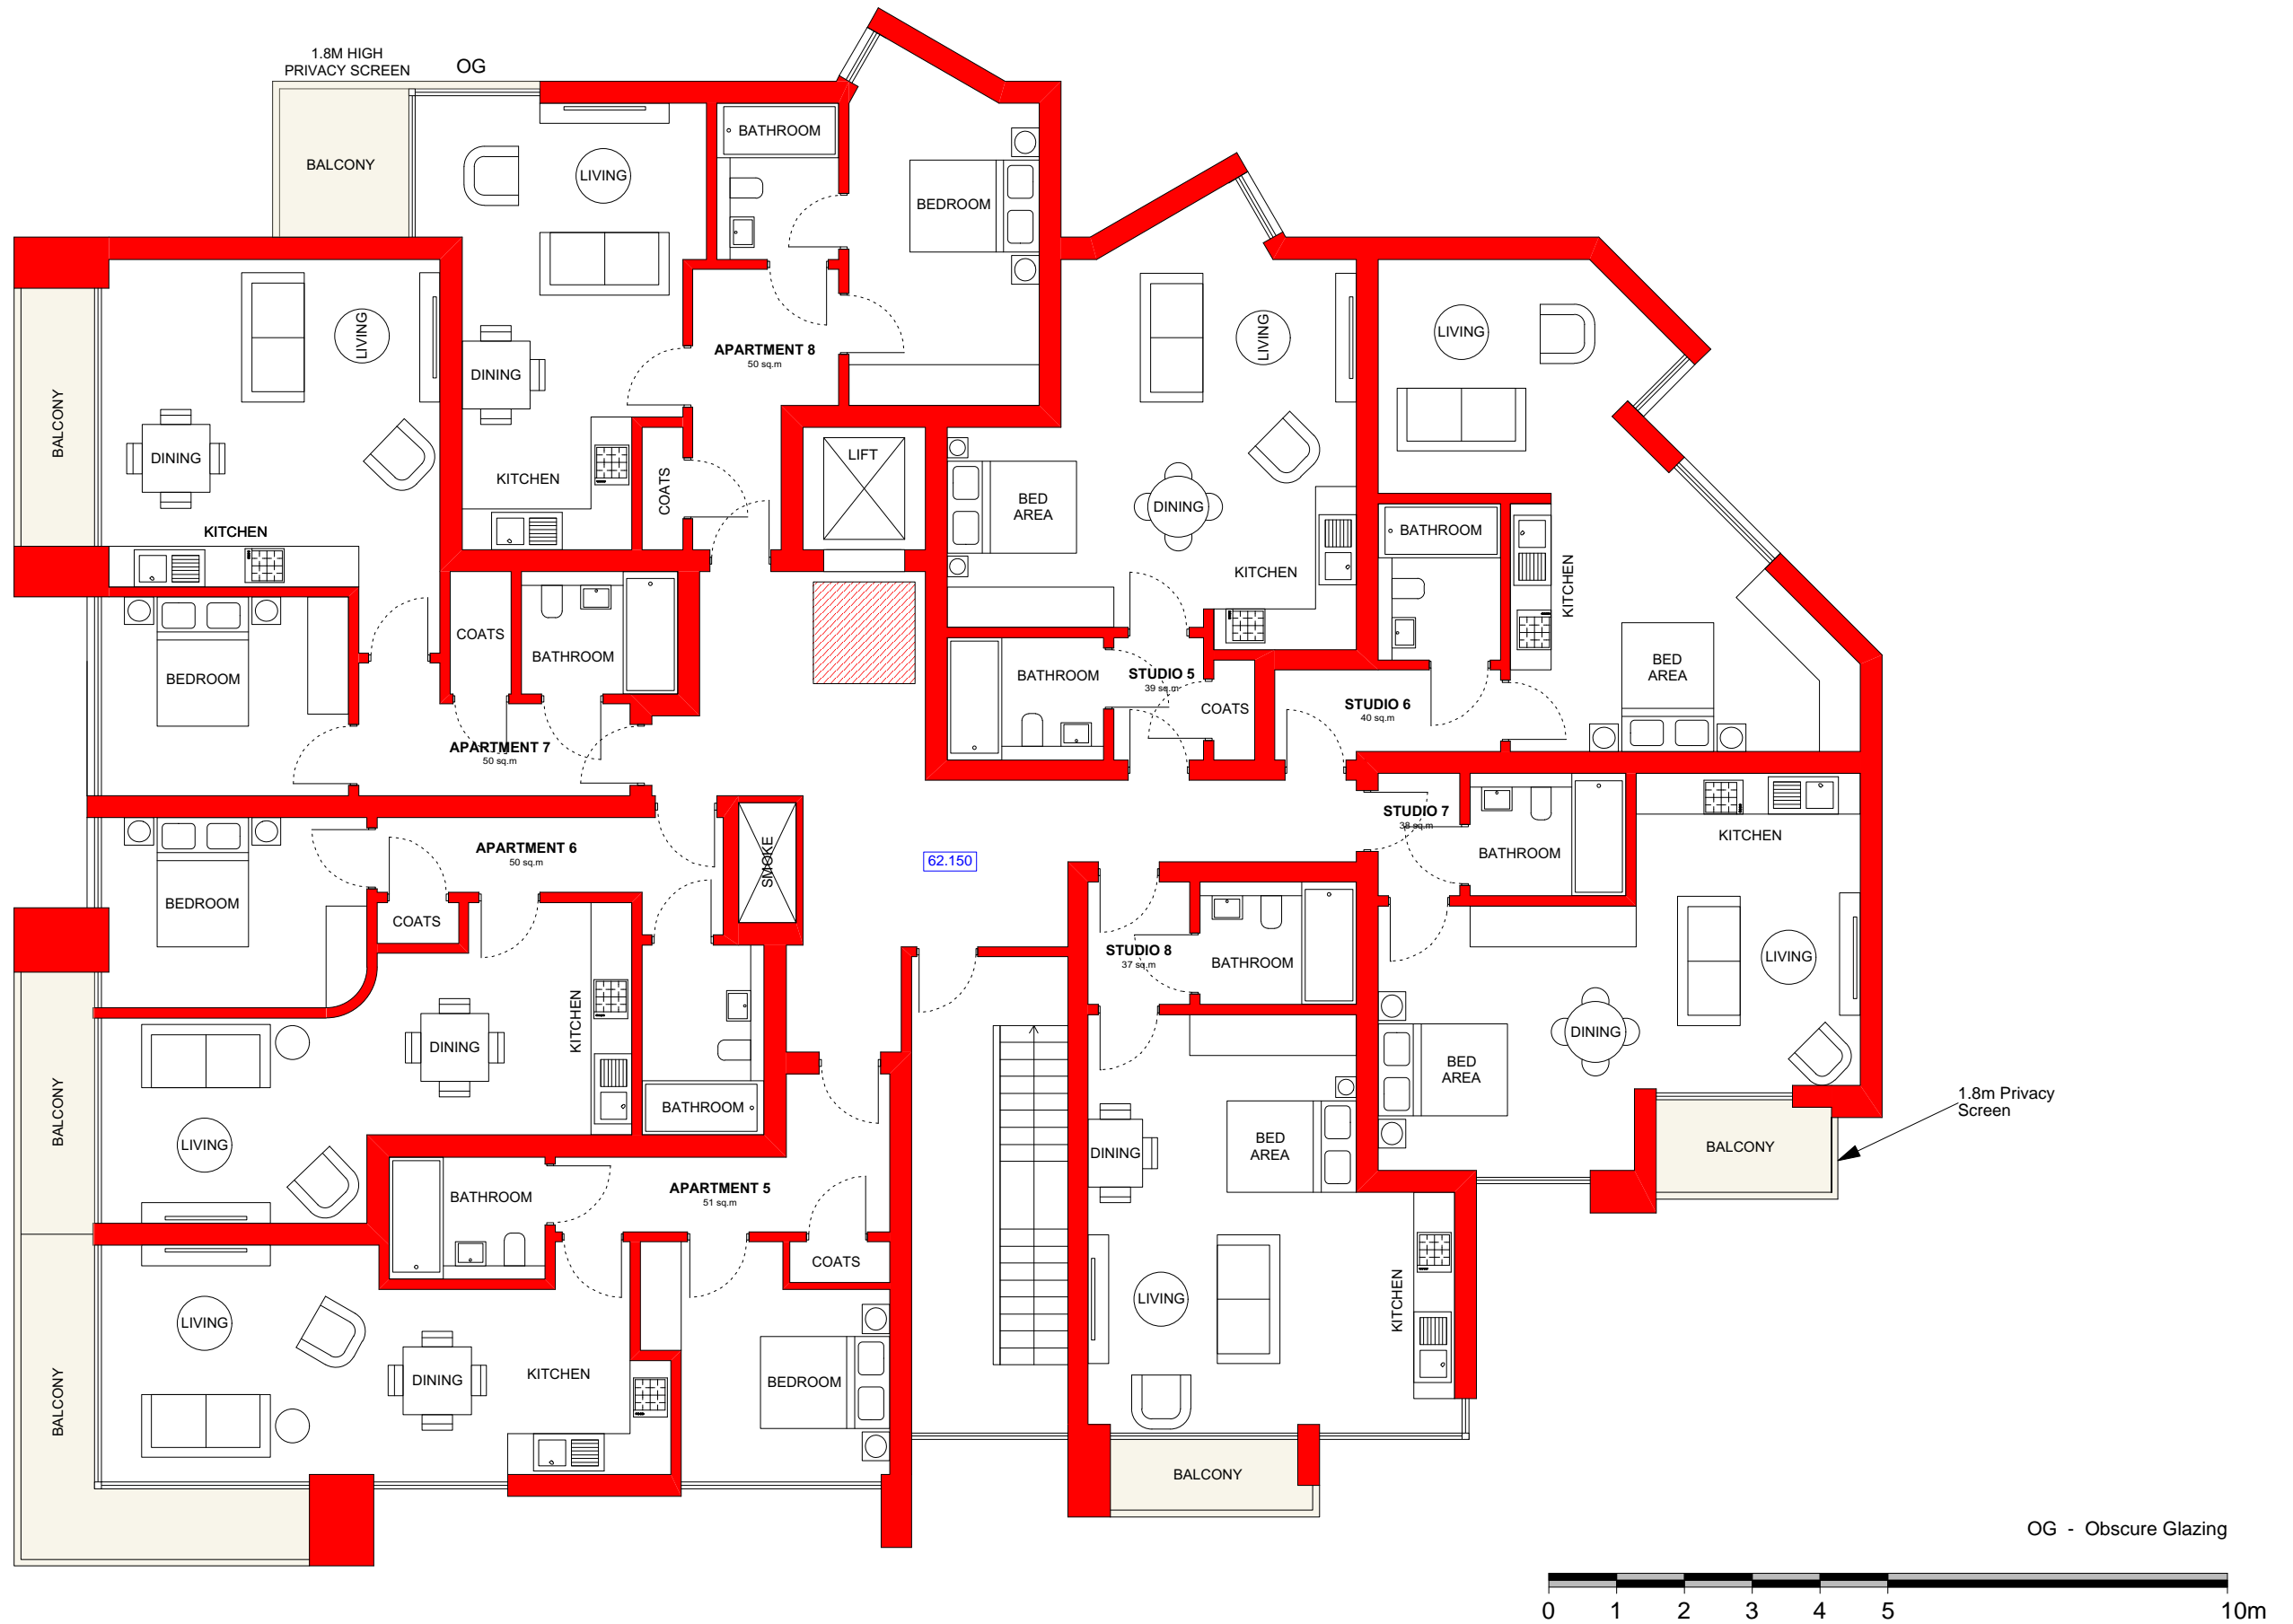 1.8M HIGH
PRIVACY SCREEN
OG
BALCONY
LIVING
BATHROOM
BEDROOM
DINING
KITCHEN
COATS
APARTMENT 8
50 sq.m
LIFT
BALCONY
LIVING
DINING
KITCHEN
BEDROOM
COATS
BATHROOM
APARTMENT 7
50 sq.m
LIVING
BED
AREA
DINING
KITCHEN
BATHROOM
STUDIO 5
39 sq.m
COATS
LIVING
BATHROOM
KITCHEN
BED
AREA
STUDIO 6
40 sq.m
STUDIO 7
38 sq.m
BATHROOM
KITCHEN
LIVING
DINING
BED
AREA
BALCONY
1.8m Privacy
Screen
APARTMENT 6
50 sq.m
SMOKE
62.150
BEDROOM
COATS
DINING
KITCHEN
BATHROOM
LIVING
BALCONY
STUDIO 8
37 sq.m
BATHROOM
BED
AREA
DINING
LIVING
KITCHEN
BALCONY
BATHROOM
APARTMENT 5
51 sq.m
COATS
LIVING
DINING
KITCHEN
BEDROOM
BALCONY
OG - Obscure Glazing
0 1 2 3 4 5 10m